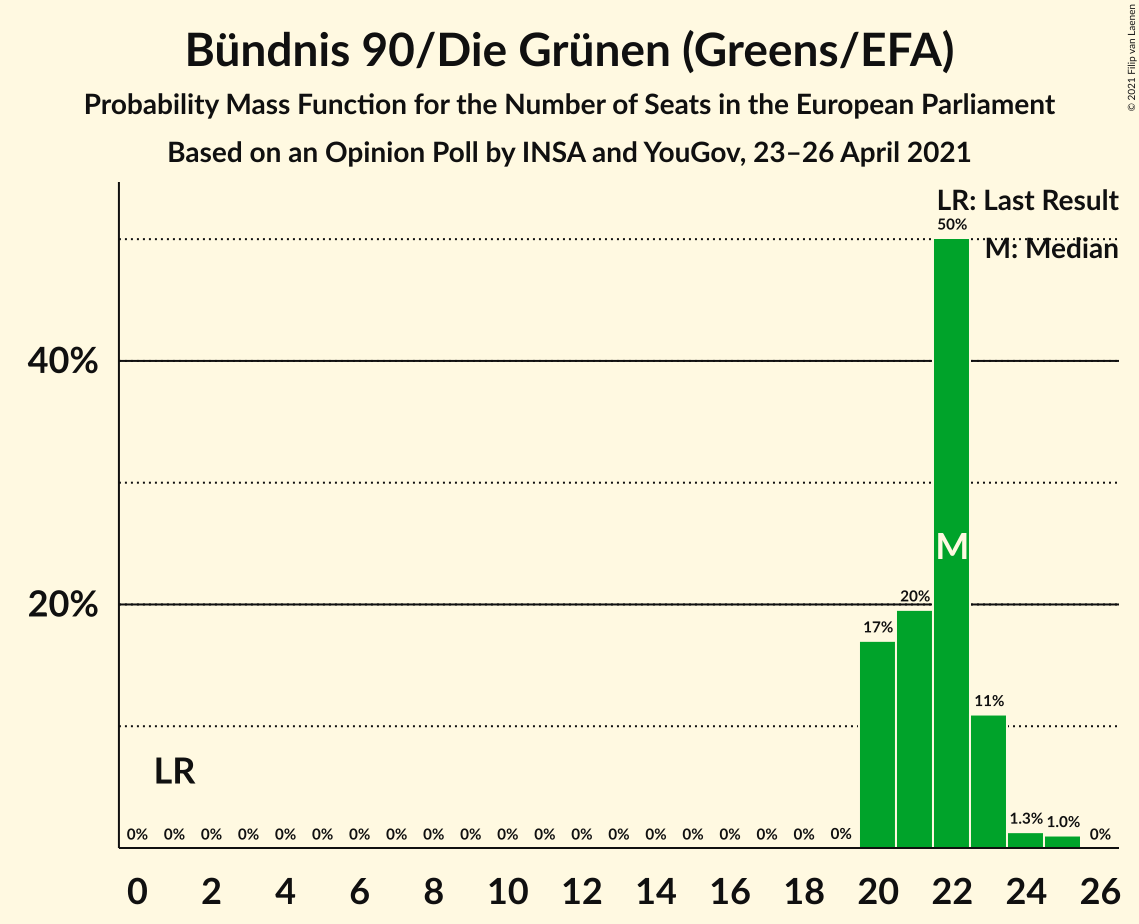 Bündnis 90/Die Grünen (Greens/EFA)
Probability Mass Function for the Number of Seats in the European Parliament
Based on an Opinion Poll by INSA and YouGov, 23–26 April 2021
© 2021 Filip van Laenen
LR: Last Result
M: Median
50%
40%
M
20%
20%
17%
11%
LR
0% 0% 0% 0% 0% 0% 0% 0% 0% 0% 0% 0% 0% 0% 0% 0% 0% 0% 0% 0% 1.3% 1.0% 0%
0 2 4 6 8 10 12 14 16 18 20 22 24 26